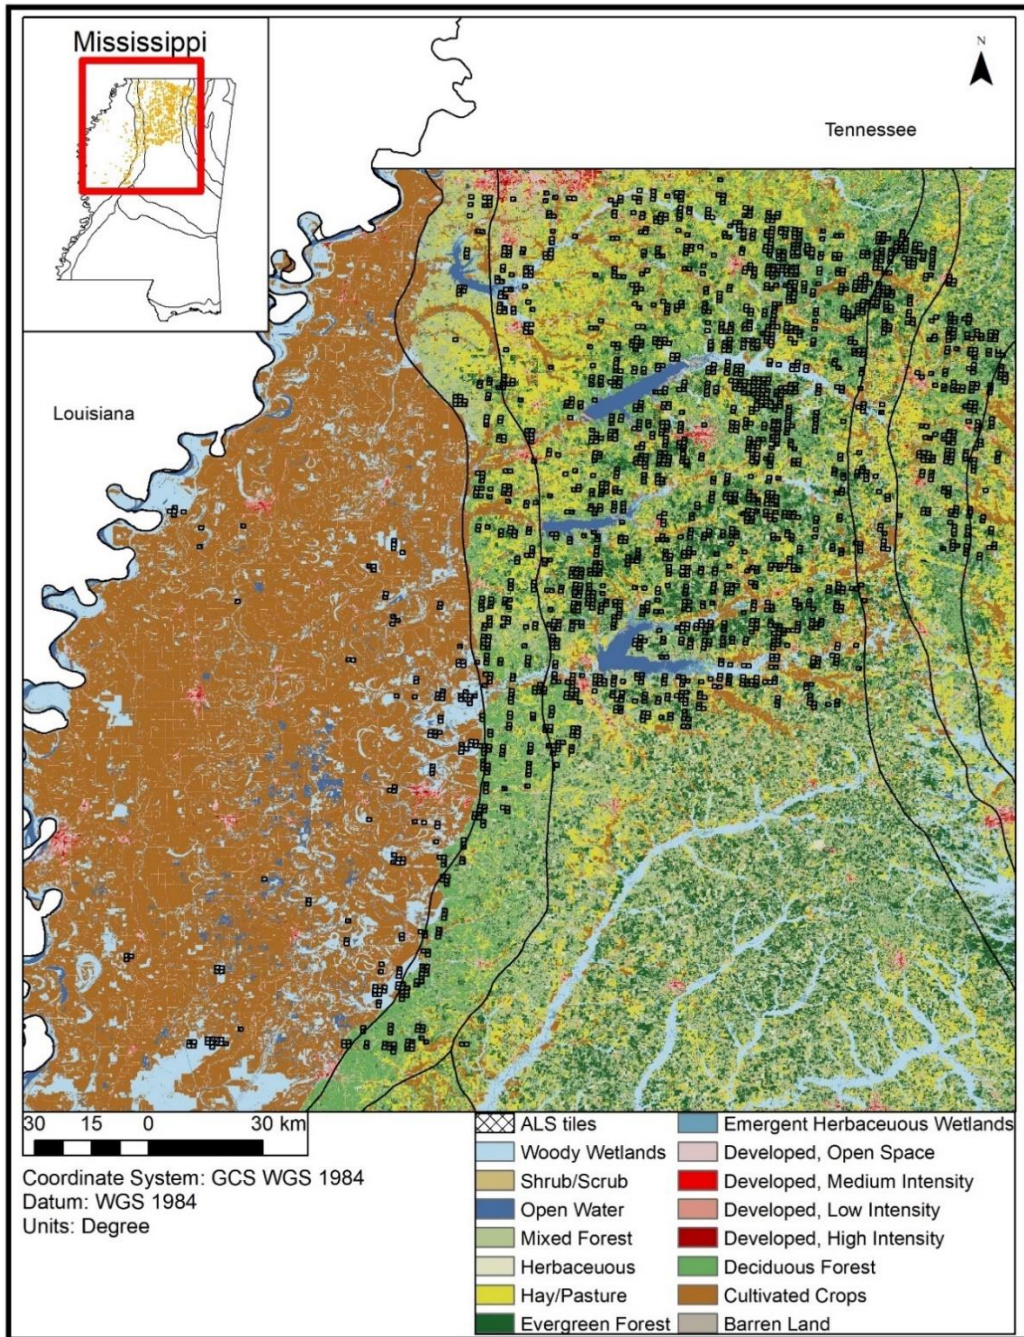 Mississippi
N
Tennessee
Louisiana
30 15 0 30 km
Coordinate System: GCS WGS 1984
Datum: WGS 1984
Units: Degree
ALS tiles
Woody Wetlands
Shrub/Scrub
Open Water
Mixed Forest
Herbaceuous
Hay/Pasture
Evergreen Forest
Emergent Herbaceuous Wetlands
Developed, Open Space
Developed, Medium Intensity
Developed, Low Intensity
Developed, High Intensity
Deciduous Forest
Cultivated Crops
Barren Land